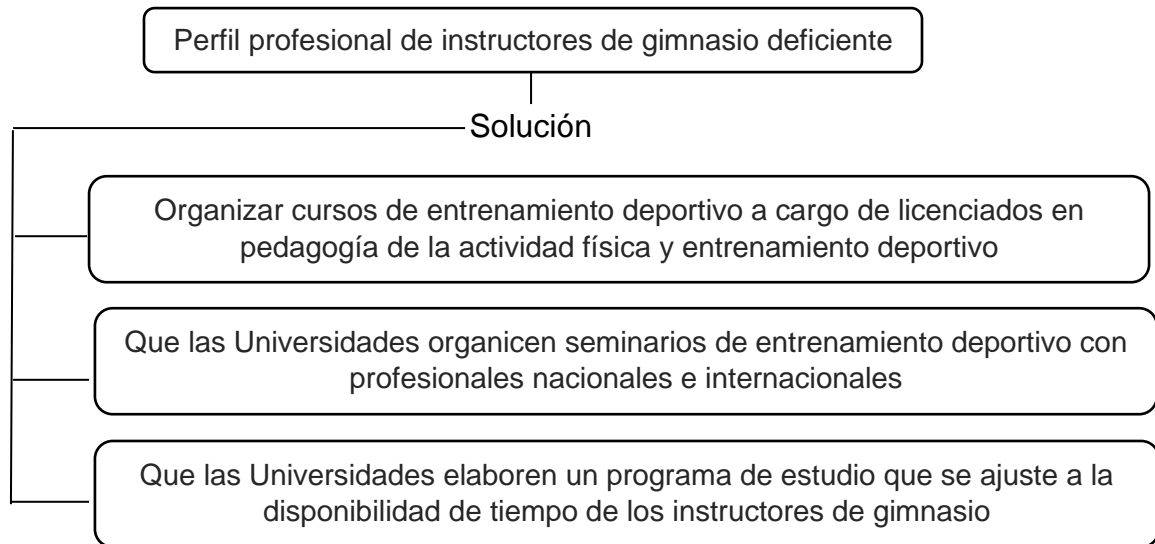 Perfil profesional de instructores de gimnasio deficiente
Solución
Organizar cursos de entrenamiento deportivo a cargo de licenciados en
pedagogía de la actividad física y entrenamiento deportivo
Que las Universidades organicen seminarios de entrenamiento deportivo con
profesionales nacionales e internacionales
Que las Universidades elaboren un programa de estudio que se ajuste a la
disponibilidad de tiempo de los instructores de gimnasio